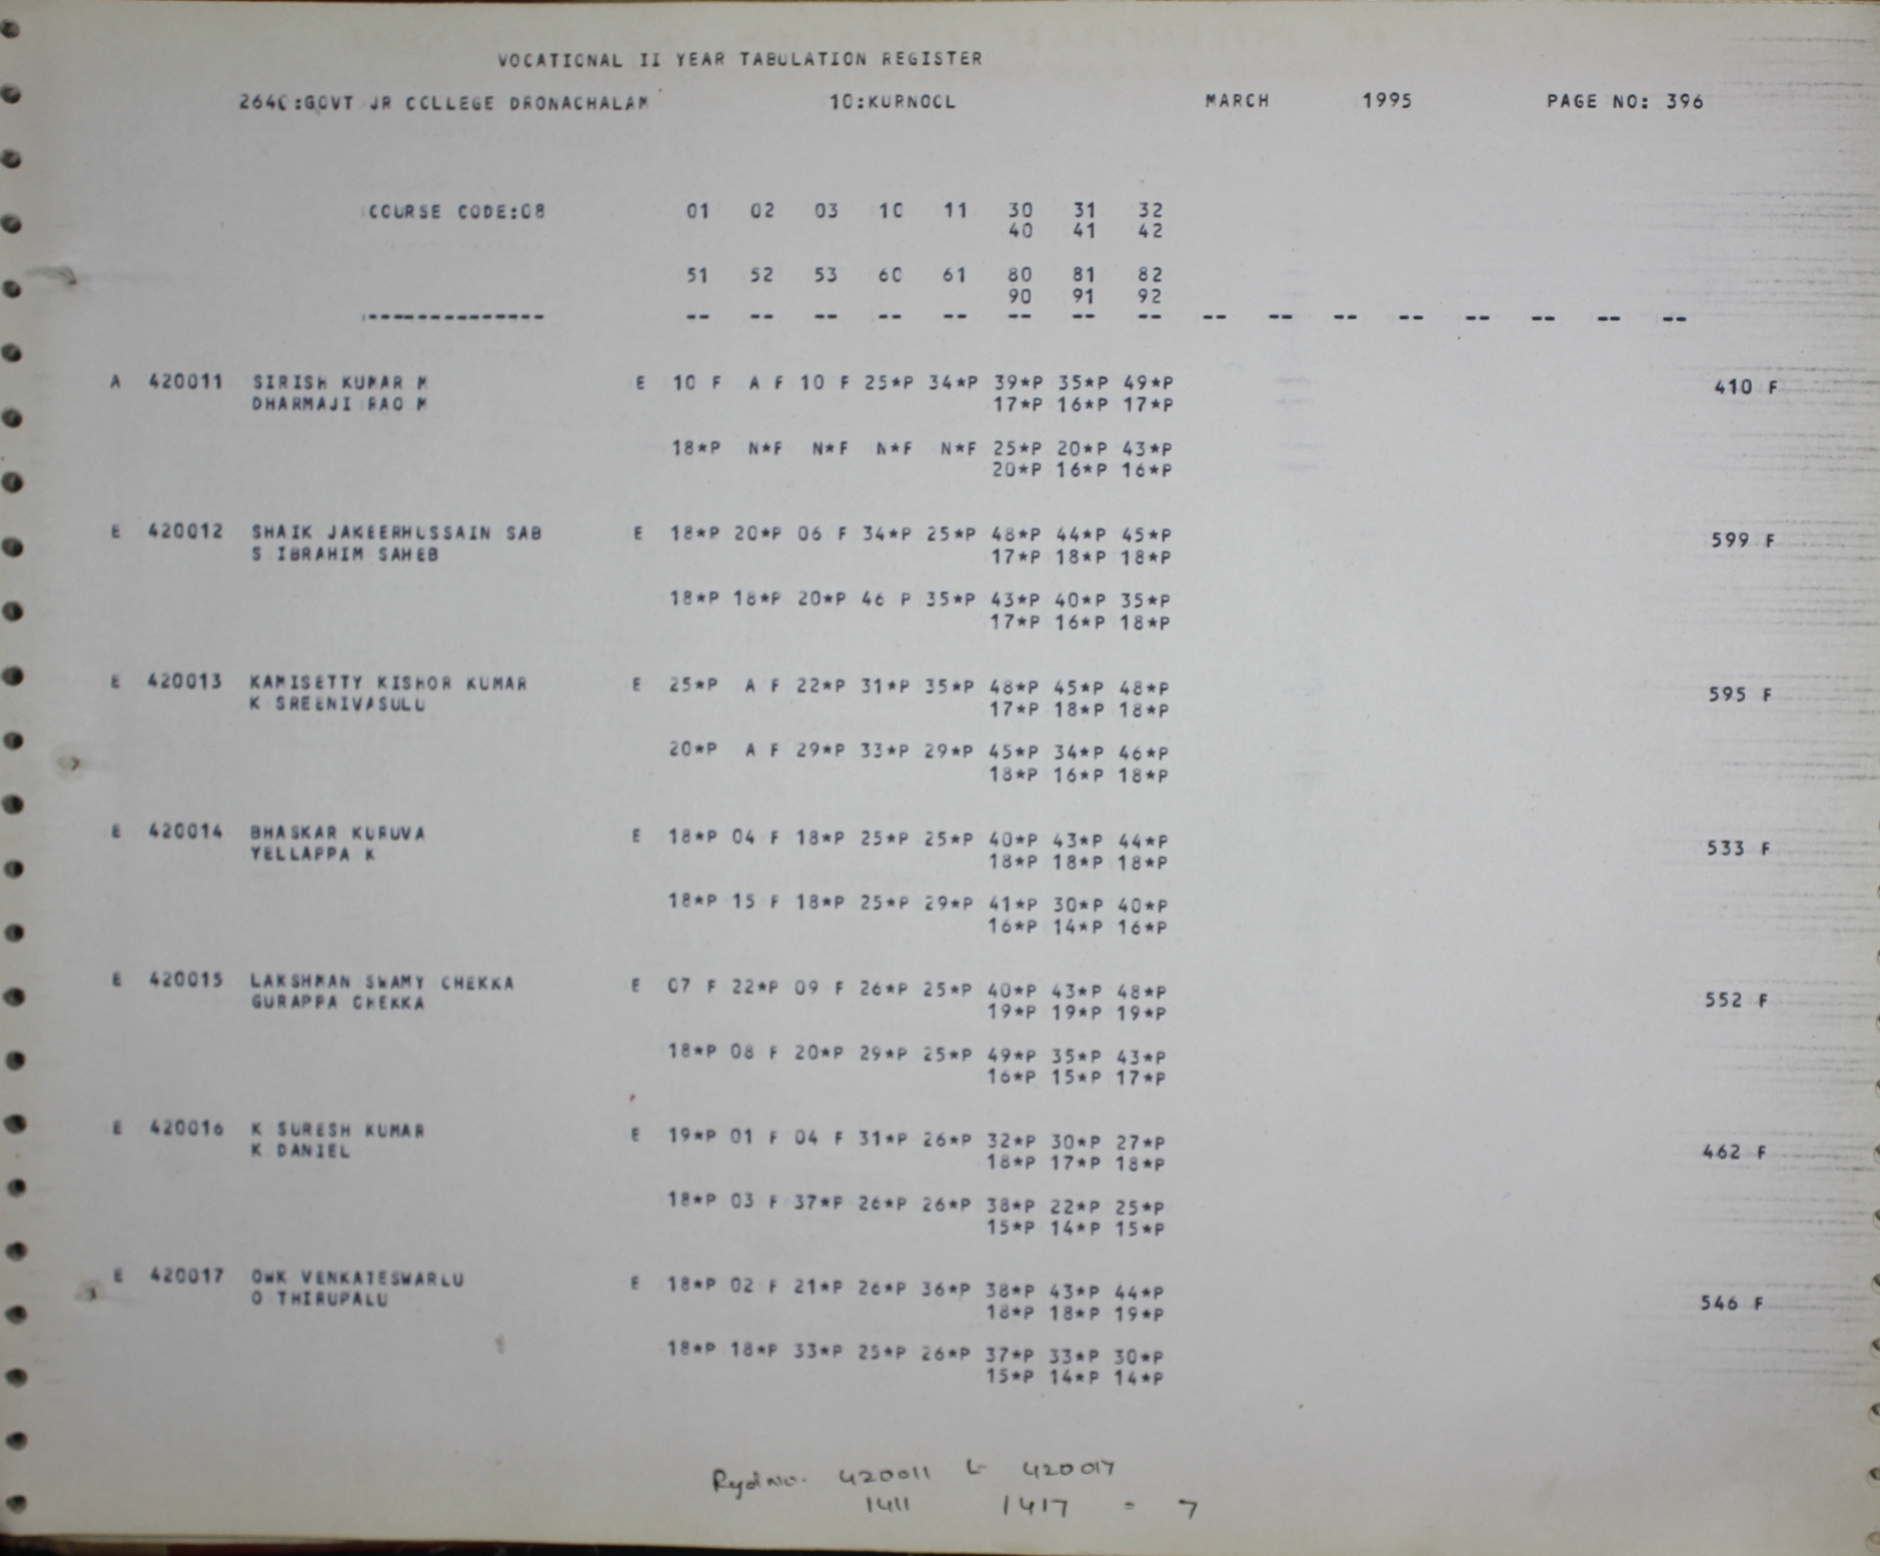 VOCATIONAL II YEAR TABULATION REGISTER
2640:GOVT JR COLLEGE DRONACHALAM 10:KURNOOL MARCH 1995 PAGE NO: 396
COURSE CODE:08 01 02 03 10 11 30 31 32
40 41 42
51 52 53 60 61 80 81 82
90 91 92
-------------- -- -- -- -- -- -- -- -- -- -- -- -- -- -- -- --
A 420011 SIRISH KUMAR M E 10 F A F 10 F 25*P 34*P 39*P 35*P 49*P 410 F
DHARMAJI RAO M 17*P 16*P 17*P
18*P N*F N*F N*F N*F 25*P 20*P 43*P
20*P 16*P 16*P
E 420012 SHAIK JAKEERHUSSAIN SAB E 18*P 20*P 06 F 34*P 25*P 48*P 44*P 45*P 599 F
S IBRAHIM SAHEB 17*P 18*P 18*P
18*P 18*P 20*P 46 P 35*P 43*P 40*P 35*P
17*P 16*P 18*P
E 420013 KAMISETTY KISHOR KUMAR E 25*P A F 22*P 31*P 35*P 48*P 45*P 48*P 595 F
K SREENIVASULU 17*P 18*P 18*P
20*P A F 29*P 33*P 29*P 45*P 34*P 46*P
18*P 16*P 18*P
E 420014 BHASKAR KURUVA E 18*P 04 F 18*P 25*P 25*P 40*P 43*P 44*P 533 F
YELLAPPA K 18*P 18*P 18*P
18*P 15 F 18*P 25*P 29*P 41*P 30*P 40*P
16*P 14*P 16*P
E 420015 LAKSHMAN SWAMY CHEKKA E 07 F 22*P 09 F 26*P 25*P 40*P 43*P 48*P 552 F
GURAPPA CHEKKA 19*P 19*P 19*P
18*P 08 F 20*P 29*P 25*P 49*P 35*P 43*P
16*P 15*P 17*P
E 420016 K SURESH KUMAR E 19*P 01 F 04 F 31*P 26*P 32*P 30*P 27*P 462 F
K DANIEL 18*P 17*P 18*P
18*P 03 F 37*P 26*P 26*P 38*P 22*P 25*P
15*P 14*P 15*P
E 420017 OWK VENKATESWARLU E 18*P 02 F 21*P 26*P 36*P 38*P 43*P 44*P 546 F
O THIRUPALU 18*P 18*P 19*P
18*P 18*P 33*P 25*P 26*P 37*P 33*P 30*P
15*P 14*P 14*P
420011 420017
1411 1417 = 7